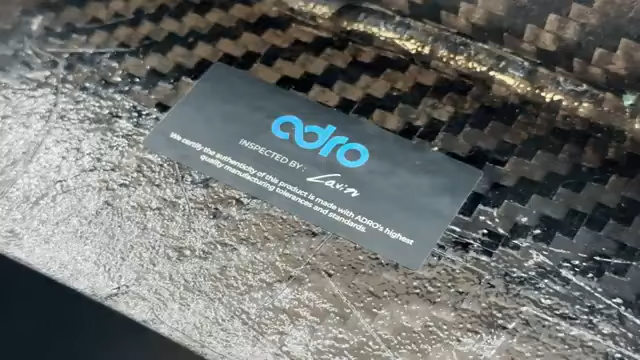 adro
INSPECTED BY : Lavin
We certify the authenticity of this product is made with ADRO's highest
quality manufacturing tolerances and standards.